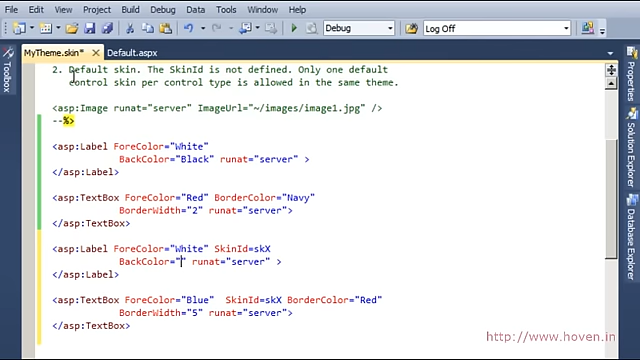 File Edit View Project Build Debug Data Tools Window Help
Debug Log Off
MyTheme.skin* Default.aspx
Toolbox
2. Default skin. The SkinId is not defined. Only one default
control skin per control type is allowed in the same theme.
<asp:Image runat="server" ImageUrl="~/images/image1.jpg" />
--%>
<asp:Label ForeColor="White"
BackColor="Black" runat="server" >
</asp:Label>
<asp:TextBox ForeColor="Red" BorderColor="Navy"
BorderWidth="2" runat="server">
</asp:TextBox>
<asp:Label ForeColor="White" SkinId=skX
BackColor="" runat="server" >
</asp:Label>
<asp:TextBox ForeColor="Blue"  SkinId=skX BorderColor="Red"
BorderWidth="5" runat="server">
</asp:TextBox>
Solution Explorer
Database Explorer
http://www.hoven.in